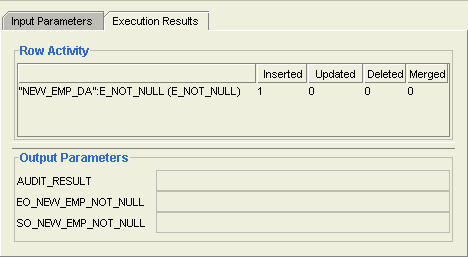 Input Parameters Execution Results
Row Activity
Inserted Updated Deleted Merged
"NEW_EMP_DA":E_NOT_NULL (E_NOT_NULL) 1 0 0 0
Output Parameters
AUDIT_RESULT
EO_NEW_EMP_NOT_NULL
SO_NEW_EMP_NOT_NULL